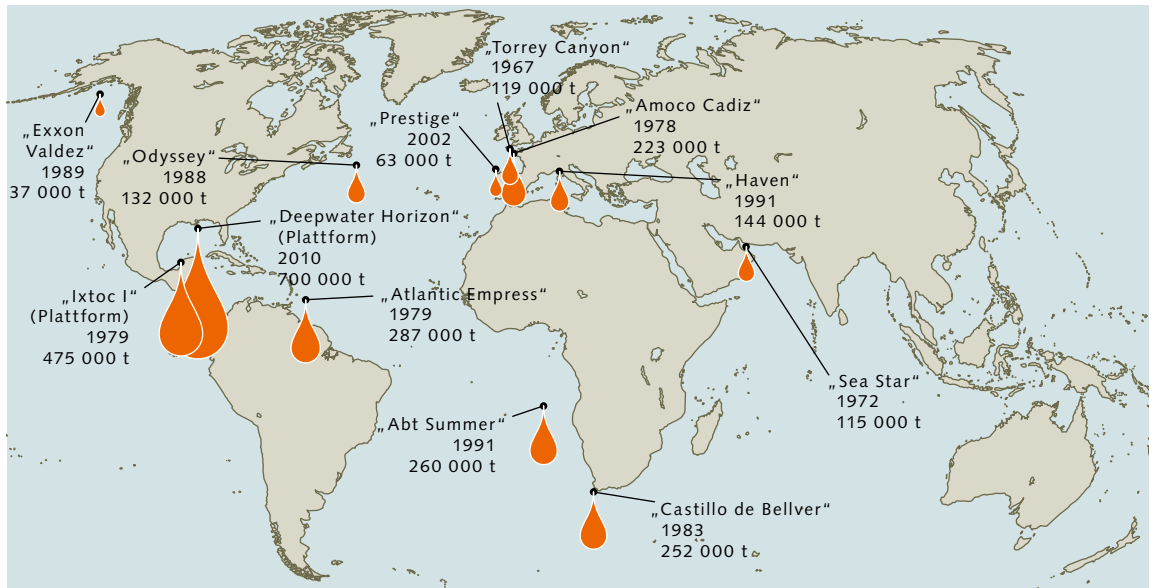 „Torrey Canyon“
1967
119 000 t
„Amoco Cadiz“
1978
223 000 t
„Prestige“
2002
63 000 t
„Exxon
Valdez“
1989
37 000 t
„Odyssey“
1988
132 000 t
„Haven“
1991
144 000 t
„Deepwater Horizon“
(Plattform)
2010
700 000 t
„Ixtoc I“
(Plattform)
1979
475 000 t
„Atlantic Empress“
1979
287 000 t
„Sea Star“
1972
115 000 t
„Abt Summer“
1991
260 000 t
„Castillo de Bellver“
1983
252 000 t